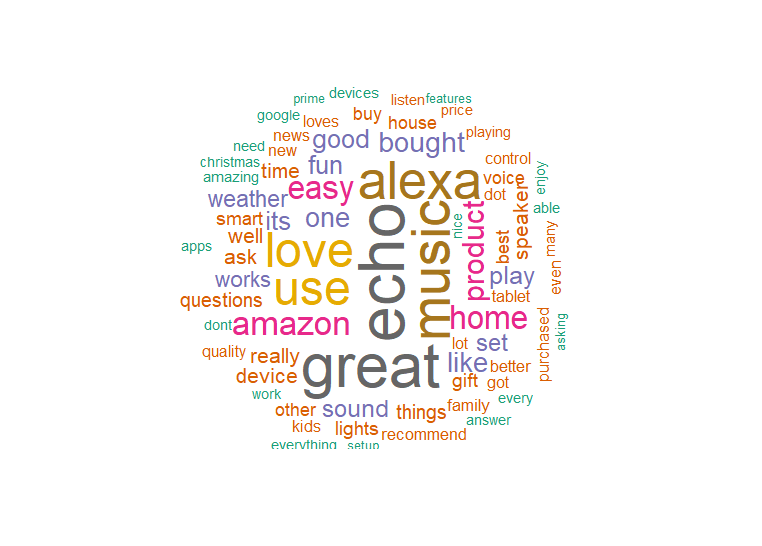 prime
devices
listen
features
google
loves
buy
house
price
news
good
bought
playing
need
new
christmas
time
fun
control
amazing
easy
alexa
voice
enjoy
weather
dot
smart
its
one
able
well
love
echo
music
nice
product
best
speaker
many
apps
ask
works
use
play
even
questions
tablet
dont
amazon
home
purchased
asking
quality
really
great
lot
set
like
better
device
gift
got
work
every
other
sound
things
family
kids
lights
recommend
answer
everything
setup